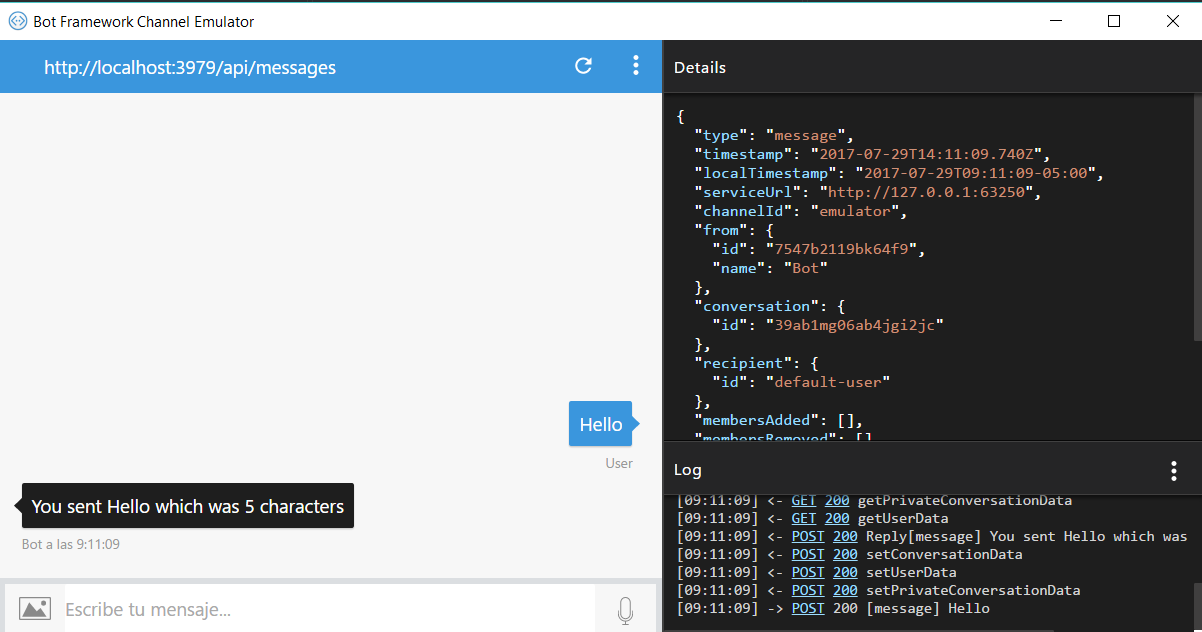 Bot Framework Channel Emulator
http://localhost:3979/api/messages
Hello
User
You sent Hello which was 5 characters
Bot a las 9:11:09
Escribe tu mensaje...
Details
{
"type": "message",
"timestamp": "2017-07-29T14:11:09.740Z",
"localTimestamp": "2017-07-29T09:11:09-05:00",
"serviceUrl": "http://127.0.0.1:63250",
"channelId": "emulator",
"from": {
"id": "7547b2119bk64f9",
"name": "Bot"
},
"conversation": {
"id": "39ab1mg06ab4jgi2jc"
},
"recipient": {
"id": "default-user"
},
"membersAdded": [],
"membersRemoved": []
Log
[09:11:09] <- GET 200 getPrivateConversationData
[09:11:09] <- GET 200 getUserData
[09:11:09] <- POST 200 Reply[message] You sent Hello which was
[09:11:09] <- POST 200 setConversationData
[09:11:09] <- POST 200 setUserData
[09:11:09] <- POST 200 setPrivateConversationData
[09:11:09] -> POST 200 [message] Hello